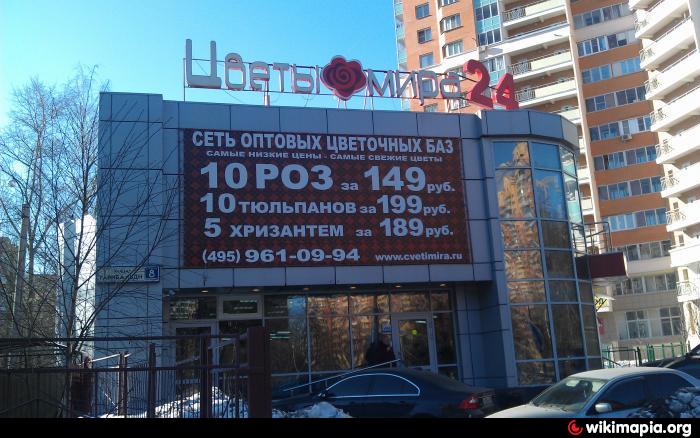 Цветы мира 24
СЕТЬ ОПТОВЫХ ЦВЕТОЧНЫХ БАЗ
САМЫЕ НИЗКИЕ ЦЕНЫ - САМЫЕ СВЕЖИЕ ЦВЕТЫ
10 РОЗ за 149 руб.
10 ТЮЛЬПАНОВ за 199 руб.
5 ХРИЗАНТЕМ за 189 руб.
(495) 961-09-94 www.cvetimira.ru
УЛИЦА
ГАРИБАЛЬДИ 8
wikimapia.org